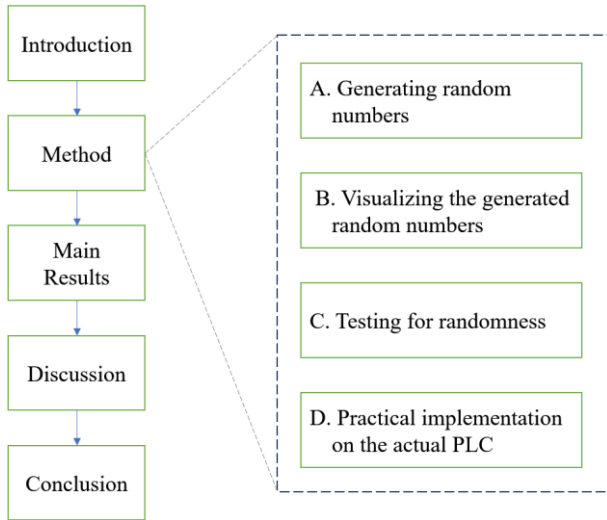 Introduction
Method
Main
Results
Discussion
Conclusion
A. Generating random
numbers
B. Visualizing the generated
random numbers
C. Testing for randomness
D. Practical implementation
on the actual PLC